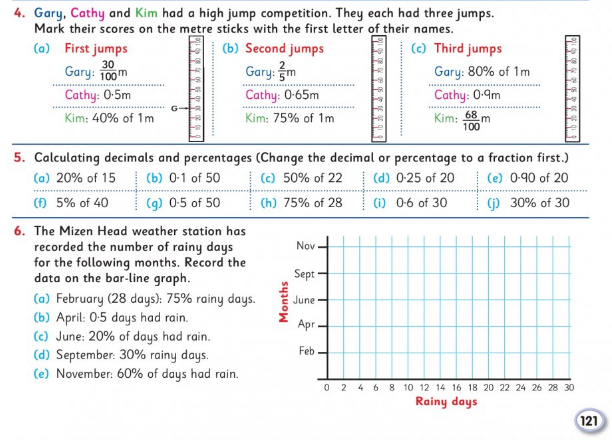 4. Gary, Cathy and Kim had a high jump competition. They each had three jumps.
Mark their scores on the metre sticks with the first letter of their names.
(a) First jumps
Gary: 30/100 m
Cathy: 0·5m
Kim: 40% of 1m
G
(b) Second jumps
Gary: 2/5 m
Cathy: 0·65m
Kim: 75% of 1m
(c) Third jumps
Gary: 80% of 1m
Cathy: 0·9m
Kim: 68/100 m
5. Calculating decimals and percentages (Change the decimal or percentage to a fraction first.)
(a) 20% of 15 (b) 0·1 of 50 (c) 50% of 22 (d) 0·25 of 20 (e) 0·90 of 20
(f) 5% of 40 (g) 0·5 of 50 (h) 75% of 28 (i) 0·6 of 30 (j) 30% of 30
6. The Mizen Head weather station has
recorded the number of rainy days
for the following months. Record the
data on the bar-line graph.
(a) February (28 days): 75% rainy days.
(b) April: 0·5 days had rain.
(c) June: 20% of days had rain.
(d) September: 30% rainy days.
(e) November: 60% of days had rain.
Months
Nov
Sept
June
Apr
Feb
0 2 4 6 8 10 12 14 16 18 20 22 24 26 28 30
Rainy days
121